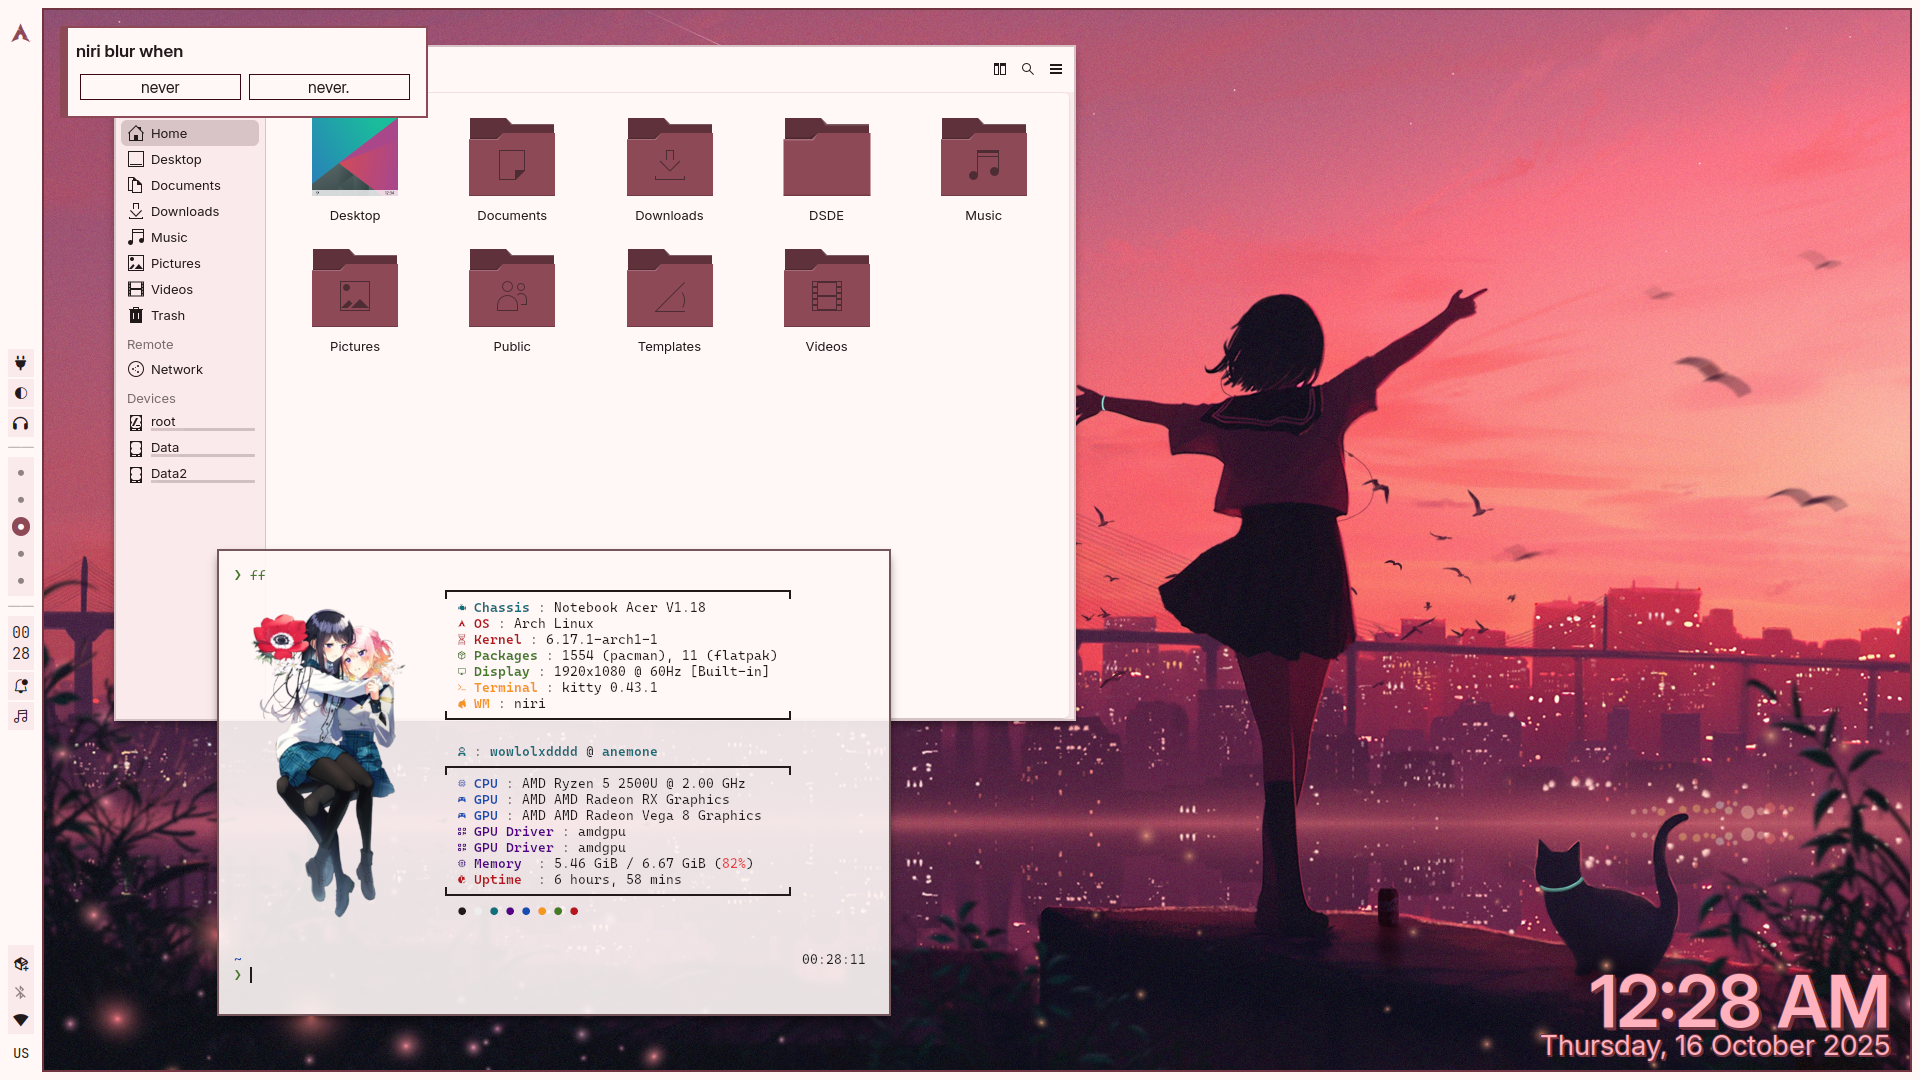 niri blur when
never never.
Home
Desktop
Documents
Downloads
Music
Pictures
Videos
Trash
Remote
Network
Devices
root
Data
Data2
Desktop Documents Downloads DSDE Music
Pictures Public Templates Videos
❯ ff
Chassis : Notebook Acer V1.18
OS : Arch Linux
Kernel : 6.17.1-arch1-1
Packages : 1554 (pacman), 11 (flatpak)
Display : 1920x1080 @ 60Hz [Built-in]
Terminal : kitty 0.43.1
WM : niri
: wowlolxdddd @ anemone
CPU : AMD Ryzen 5 2500U @ 2.00 GHz
GPU : AMD AMD Radeon RX Graphics
GPU : AMD AMD Radeon Vega 8 Graphics
GPU Driver : amdgpu
GPU Driver : amdgpu
Memory : 5.46 GiB / 6.67 GiB (82%)
Uptime : 6 hours, 58 mins
~ 00:28:11
❯
00
28
US
12:28 AM
Thursday, 16 October 2025